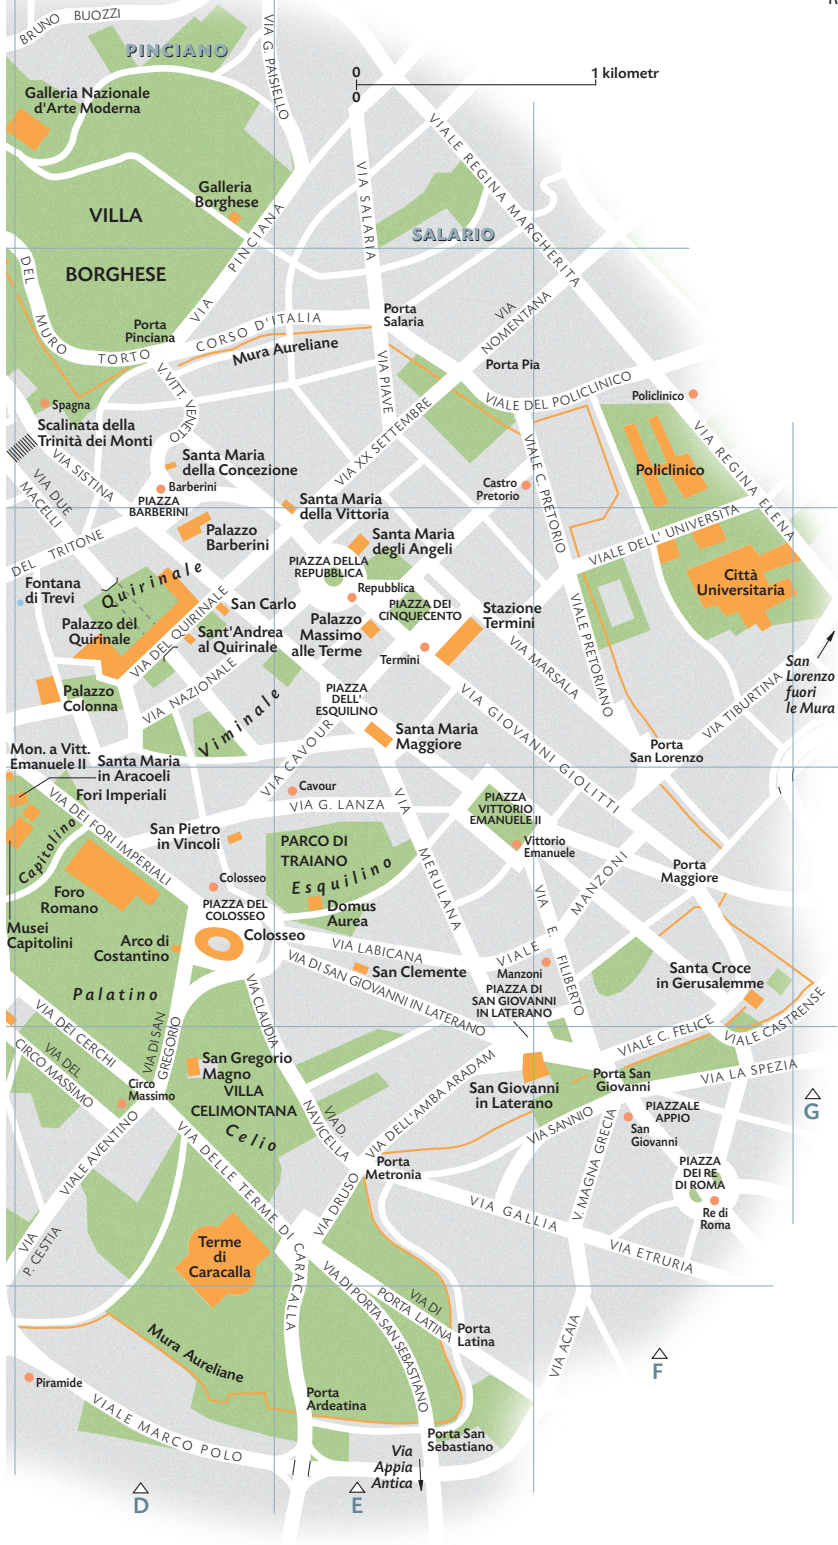 BRUNO BUOZZI
PINCIANO
VIA G. PAISIELLO
0
1 kilometr
0
Galleria Nazionale
d'Arte Moderna
VIALE REGINA MARGHERITA
VIA SALARIA
Galleria
Borghese
VILLA
BORGHESE
SALARIO
VIA PINCIANA
DEL MURO TORTO
Porta
Pinciana
CORSO D'ITALIA
Mura Aureliane
Porta
Salaria
VIA
NOMENTANA
Porta Pia
VIA PIAVE
V. VITT. VENETO
VIALE DEL POLICLINICO
Policlinico
Spagna
Scalinata della
Trinità dei Monti
VIA XX SETTEMBRE
VIA REGINA ELENA
VIA SISTINA
Santa Maria
della Concezione
Barberini
PIAZZA
BARBERINI
VIA DUE
MACELLI
Policlinico
Castro
Pretorio
VIALE C. PRETORIO
Santa Maria
della Vittoria
Palazzo
Barberini
Santa Maria
degli Angeli
VIALE DELL' UNIVERSITA
DEL TRITONE
PIAZZA DELLA
REPUBBLICA
Repubblica
Quirinale
Fontana
di Trevi
Città
Universitaria
San Carlo
PIAZZA DEI
CINQUECENTO
Stazione
Termini
Palazzo del
Quirinale
VIA DEL QUIRINALE
Sant'Andrea
al Quirinale
Palazzo
Massimo
alle Terme
Termini
VIA MARSALA
VIALE PRETORIANO
San
Lorenzo
fuori
le Mura
Palazzo
Colonna
VIA NAZIONALE
Viminale
PIAZZA
DELL'
ESQUILINO
VIA GIOVANNI GIOLITTI
VIA TIBURTINA
Santa Maria
Maggiore
Porta
San Lorenzo
VIA CAVOUR
Mon. a Vitt.
Emanuele II
Santa Maria
in Aracoeli
Fori Imperiali
Cavour
VIA G. LANZA
VIA MERULANA
PIAZZA
VITTORIO
EMANUELE II
Vittorio
Emanuele
VIA DEI FORI IMPERIALI
Capitolino
San Pietro
in Vincoli
PARCO DI
TRAIANO
Esquilino
Porta
Maggiore
VIALE MANZONI
VIA E. FILIBERTO
Foro
Romano
Colosseo
PIAZZA DEL
COLOSSEO
Domus
Aurea
Musei
Capitolini
Arco di
Costantino
Colosseo
VIA LABICANA
Manzoni
Santa Croce
in Gerusalemme
San Clemente
VIA DI SAN GIOVANNI IN LATERANO
PIAZZA DI
SAN GIOVANNI
IN LATERANO
Palatino
VIA CLAUDIA
VIA DEI CERCHI
VIA DI SAN
GREGORIO
VIALE C. FELICE
VIALE CASTRENSE
VIA DEL
CIRCO MASSIMO
San Gregorio
Magno
VILLA
CELIMONTANA
Celio
Circo
Massimo
San Giovanni
in Laterano
Porta San
Giovanni
VIA LA SPEZIA
VIA D.
NAVICELLA
VIA DELL'AMBA ARADAM
VIA SANNIO
PIAZZALE
APPIO
San
Giovanni
G
VIALE AVENTINO
VIA DELLE TERME DI CARACALLA
Porta
Metronia
V. MAGNA GRECIA
PIAZZA
DEI RE
DI ROMA
Re di
Roma
VIA
P. CESTIA
VIA DRUSO
VIA GALLIA
VIA ETRURIA
Terme
di
Caracalla
VIA DI PORTA SAN SEBASTIANO
VIA DI
PORTA LATINA
Porta
Latina
VIA ACAIA
F
Mura Aureliane
Piramide
Porta
Ardeatina
VIALE MARCO POLO
Porta San
Sebastiano
Via
Appia
Antica
D
E